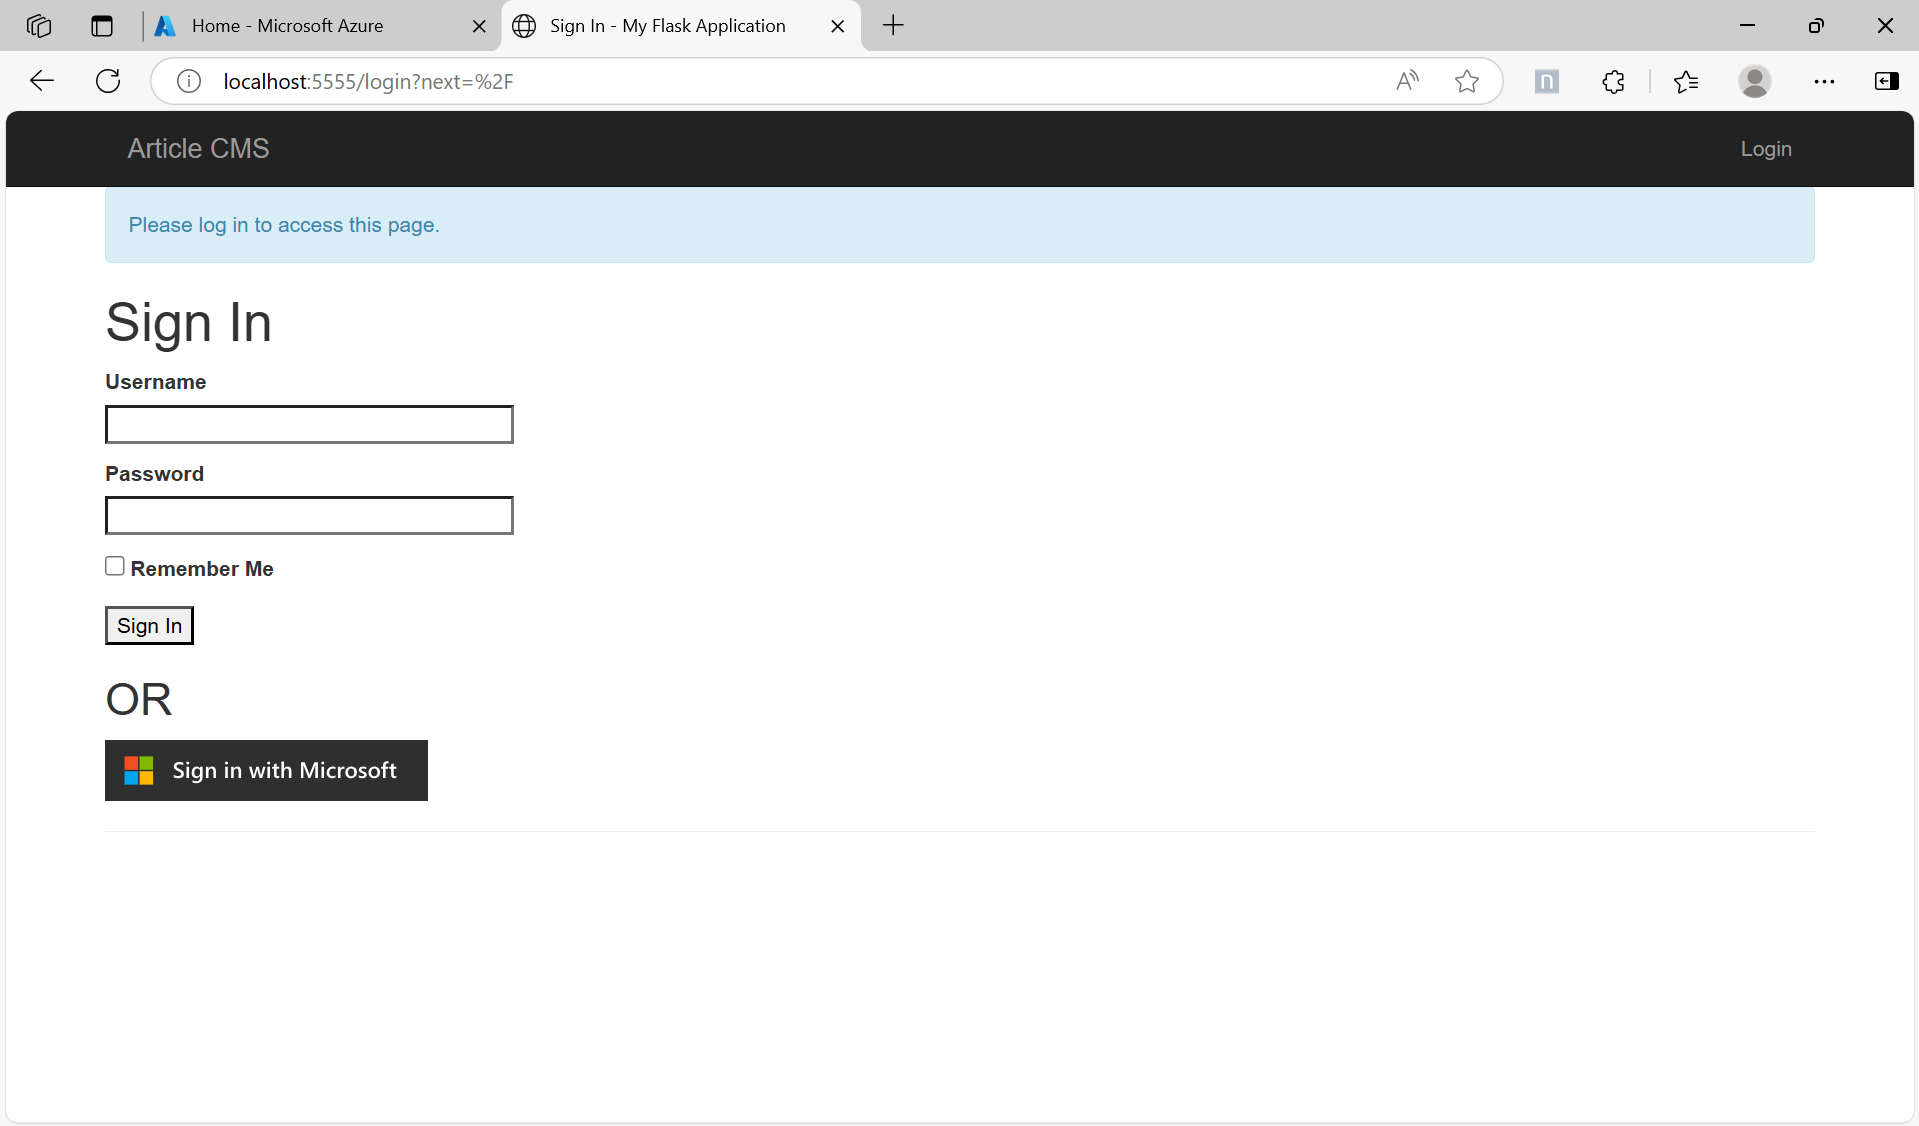 Home - Microsoft Azure
Sign In - My Flask Application
localhost:5555/login?next=%2F
Article CMS
Login
Please log in to access this page.
Sign In
Username
Password
Remember Me
Sign In
OR
Sign in with Microsoft